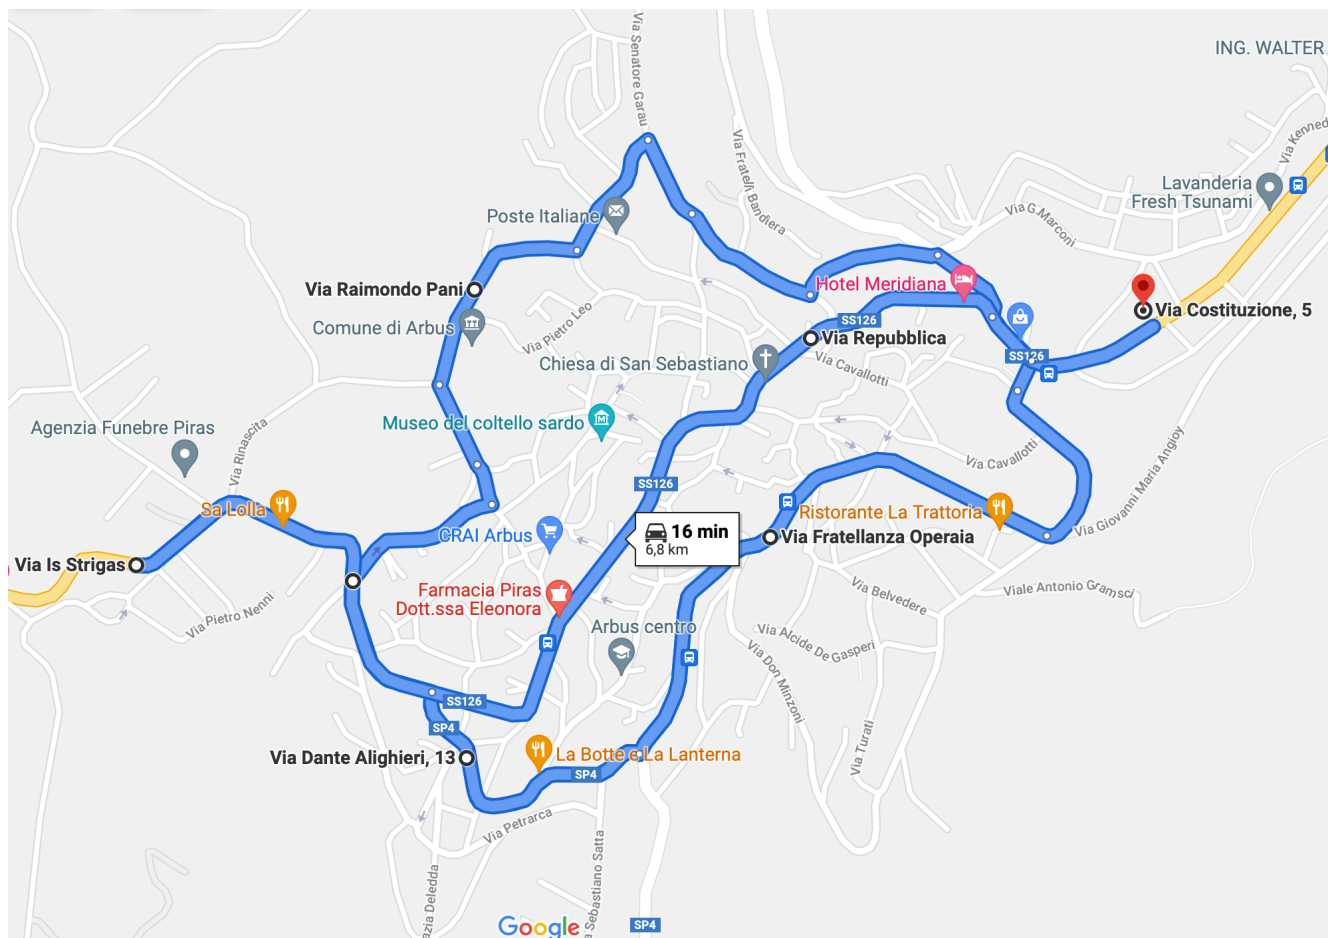 Via Senatore Garau
ING. WALTER
Via Kenned
Via Fratelli Bandiera
Lavanderia
Fresh Tsunami
Via G.Marconi
Poste Italiane
Via Raimondo Pani
Hotel Meridiana
Via Costituzione, 5
Comune di Arbus
Via Pietro Leo
SS126
Via Repubblica
SS126
Chiesa di San Sebastiano
Via Cavallotti
Museo del coltello sardo
Agenzia Funebre Piras
Via Rinascita
Via Cavallotti
SS126
Via Giovanni Maria Angioy
Sa Lolla
Ristorante La Trattoria
CRAI Arbus
16 min
6,8 km
Via Fratellanza Operaia
Via Is Strigas
Farmacia Piras
Dott.ssa Eleonora
Via Pietro Nenni
Via Belvedere
Viale Antonio Gramsci
Arbus centro
Via Alcide De Gasperi
Via Don Minzoni
SS126
SP4
Via Turati
Via Dante Alighieri, 13
La Botte e La Lanterna
SP4
Via Petrarca
azia Deledda
a Sebastiano Satta
Google
SP4